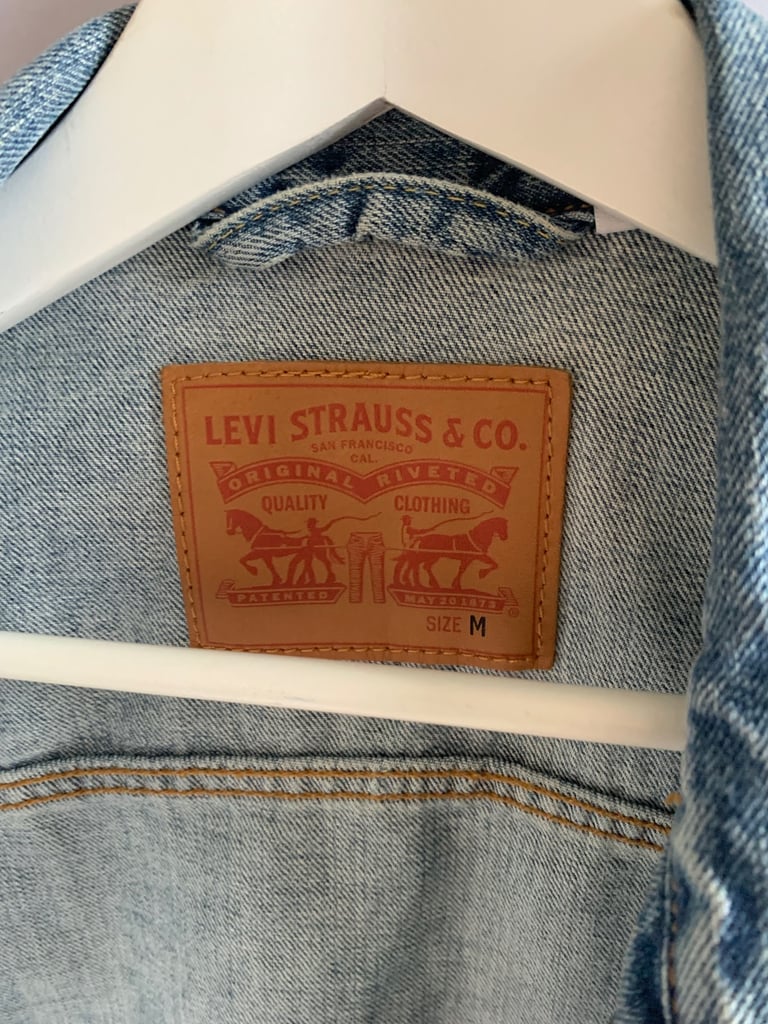 LEVI STRAUSS & CO.
SAN FRANCISCO
CAL.
ORIGINAL RIVETED
QUALITY CLOTHING
PATENTED MAY 20 1873
®
SIZE M